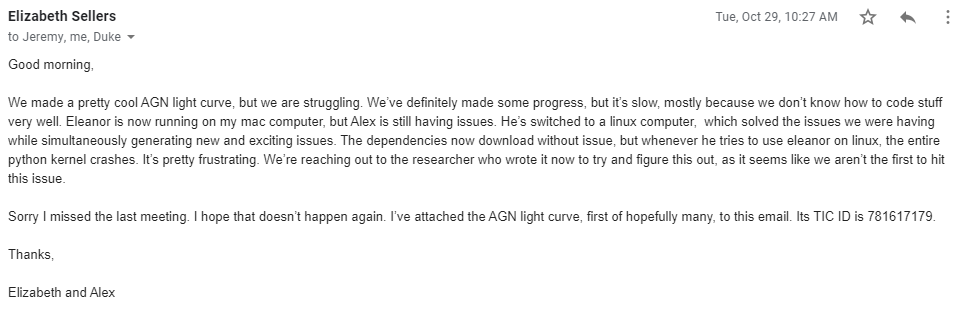 Elizabeth Sellers
Tue, Oct 29, 10:27 AM
to Jeremy, me, Duke
Good morning,
We made a pretty cool AGN light curve, but we are struggling. We've definitely made some progress, but it's slow, mostly because we don't know how to code stuff
very well. Eleanor is now running on my mac computer, but Alex is still having issues. He's switched to a linux computer,  which solved the issues we were having
while simultaneously generating new and exciting issues. The dependencies now download without issue, but whenever he tries to use eleanor on linux, the entire
python kernel crashes. It's pretty frustrating. We're reaching out to the researcher who wrote it now to try and figure this out, as it seems like we aren't the first to hit
this issue.
Sorry I missed the last meeting. I hope that doesn't happen again. I've attached the AGN light curve, first of hopefully many, to this email. Its TIC ID is 781617179.
Thanks,
Elizabeth and Alex